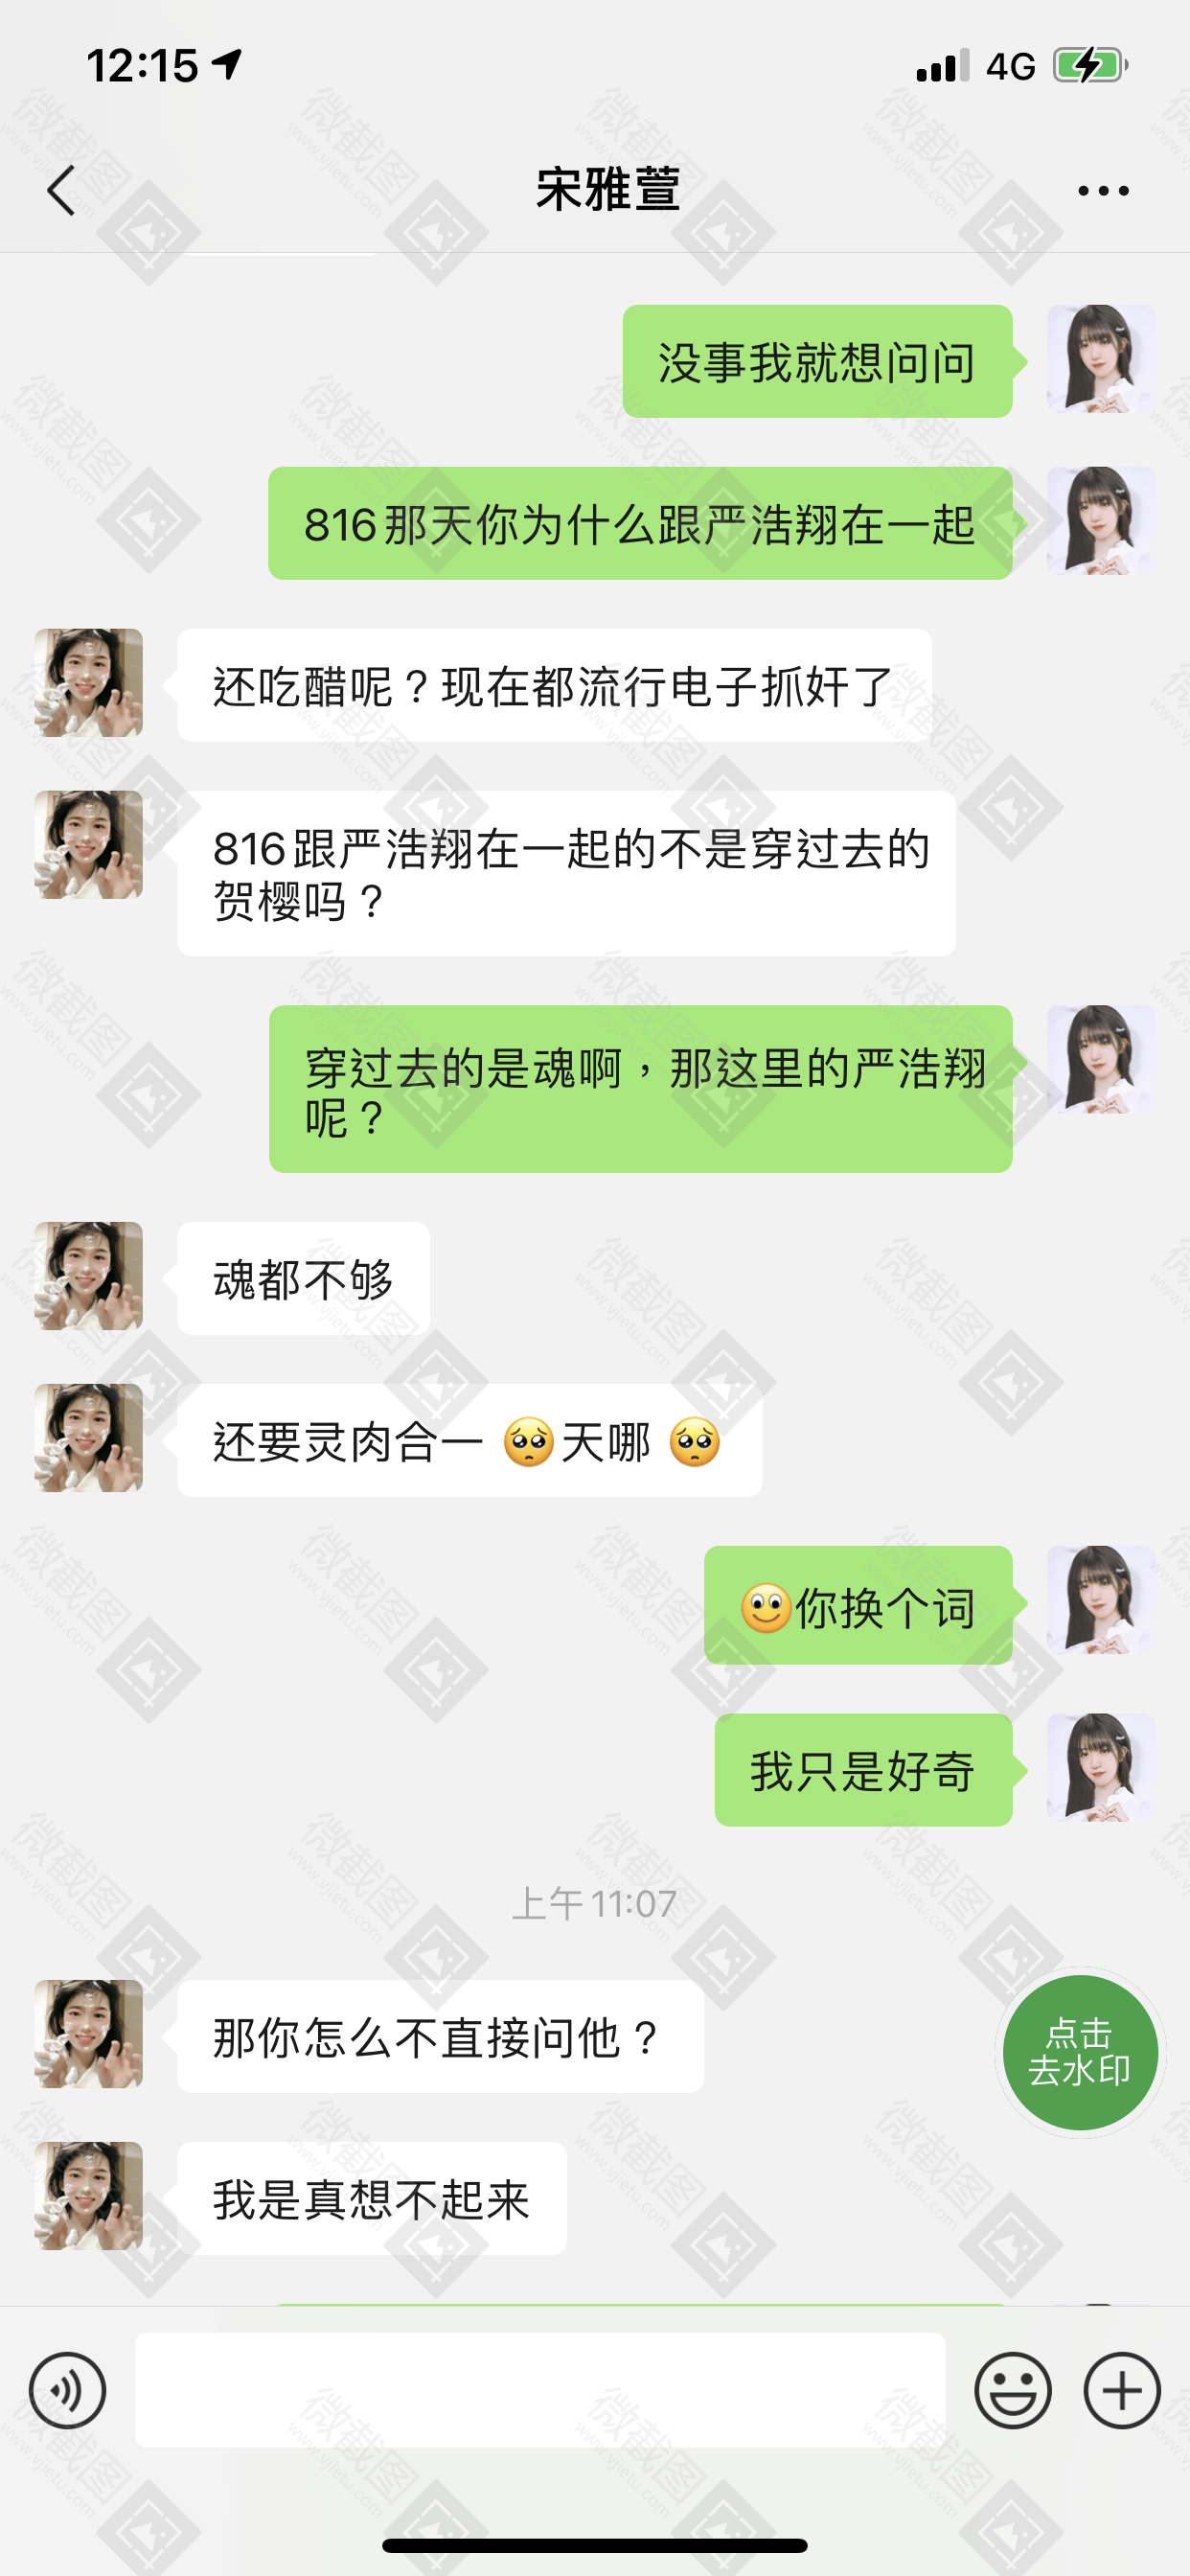 12:15
4G
宋雅萱
没事我就想问问
816那天你为什么跟严浩翔在一起
还吃醋呢？现在都流行电子抓奸了
816跟严浩翔在一起的不是穿过去的
贺樱吗？
穿过去的是魂啊，那这里的严浩翔
呢？
魂都不够
还要灵肉合一🥺天哪🥺
🙂你换个词
我只是好奇
上午 11:07
那你怎么不直接问他？
点击
去水印
我是真想不起来
微截图
www.vjietu.com